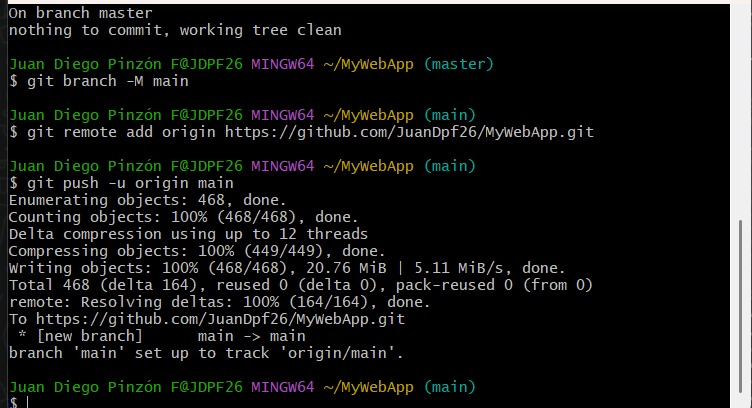 On branch master
nothing to commit, working tree clean
Juan Diego Pinzón F@JDPF26 MINGW64 ~/MyWebApp (master)
$ git branch -M main
Juan Diego Pinzón F@JDPF26 MINGW64 ~/MyWebApp (main)
$ git remote add origin https://github.com/JuanDpf26/MyWebApp.git
Juan Diego Pinzón F@JDPF26 MINGW64 ~/MyWebApp (main)
$ git push -u origin main
Enumerating objects: 468, done.
Counting objects: 100% (468/468), done.
Delta compression using up to 12 threads
Compressing objects: 100% (449/449), done.
Writing objects: 100% (468/468), 20.76 MiB | 5.11 MiB/s, done.
Total 468 (delta 164), reused 0 (delta 0), pack-reused 0 (from 0)
remote: Resolving deltas: 100% (164/164), done.
To https://github.com/JuanDpf26/MyWebApp.git
 * [new branch]      main -> main
branch 'main' set up to track 'origin/main'.
Juan Diego Pinzón F@JDPF26 MINGW64 ~/MyWebApp (main)
$